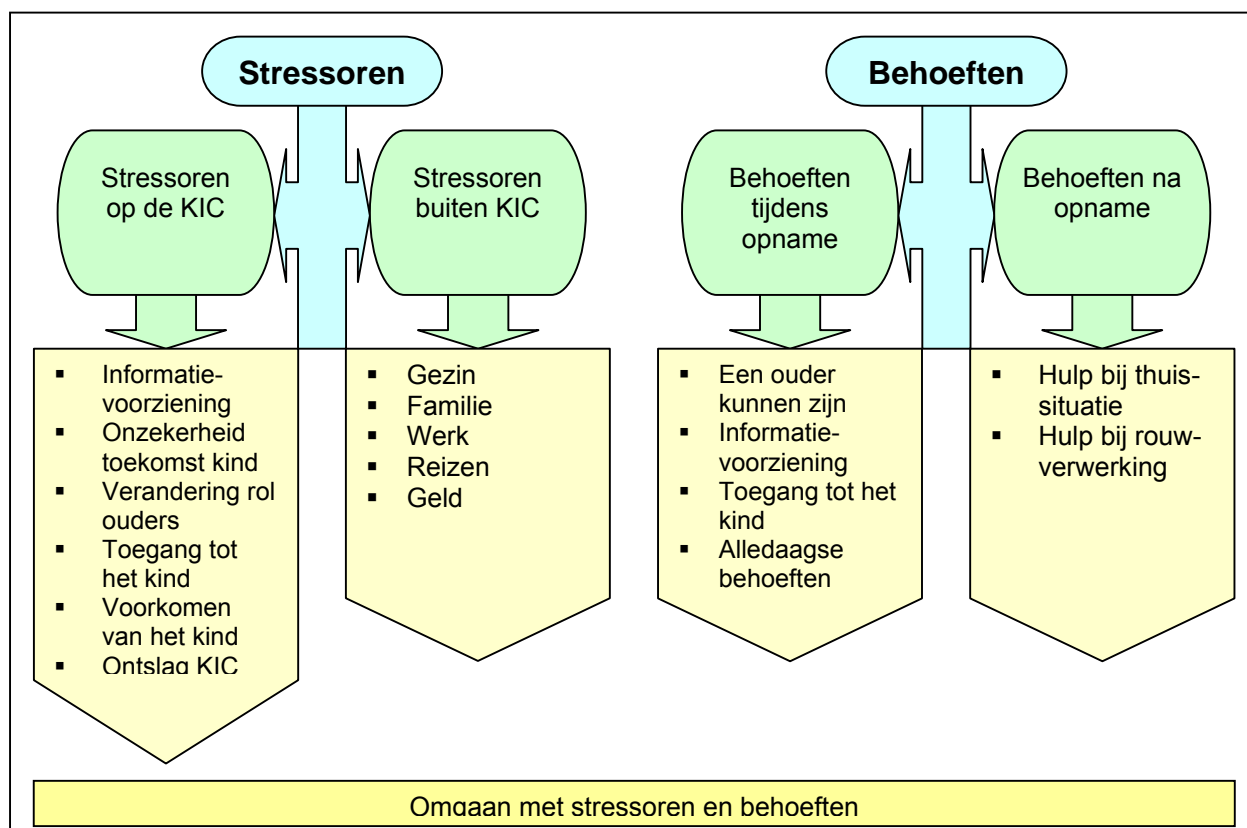 Stressoren
Stressoren
op de KIC
Stressoren
buiten KIC
▪ Informatie-
voorziening
▪ Onzekerheid
toekomst kind
▪ Verandering rol
ouders
▪ Toegang tot
het kind
▪ Voorkomen
van het kind
▪ Ontslag KIC
▪ Gezin
▪ Familie
▪ Werk
▪ Reizen
▪ Geld
Behoeften
Behoeften
tijdens
opname
Behoeften na
opname
▪ Een ouder
kunnen zijn
▪ Informatie-
voorziening
▪ Toegang tot het
kind
▪ Alledaagse
behoeften
▪ Hulp bij thuis-
situatie
▪ Hulp bij rouw-
verwerking
Omgaan met stressoren en behoeften